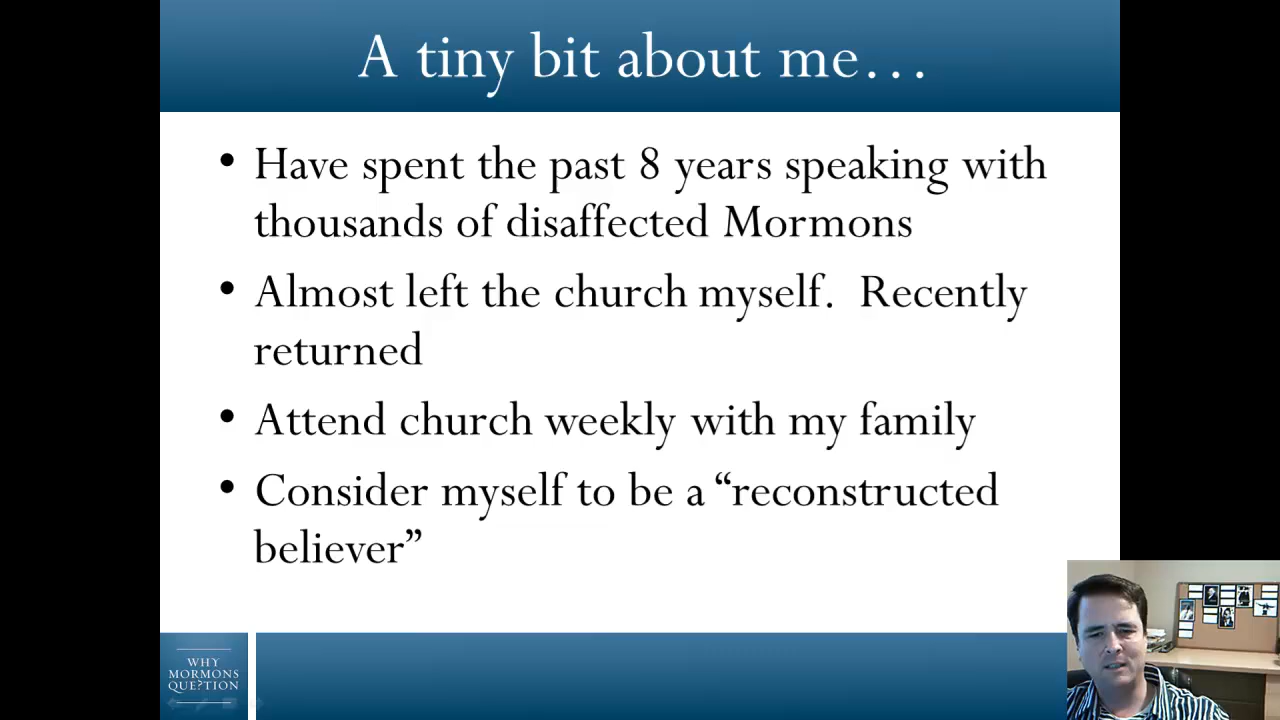 A tiny bit about me…
• Have spent the past 8 years speaking with
thousands of disaffected Mormons
• Almost left the church myself.  Recently
returned
• Attend church weekly with my family
• Consider myself to be a “reconstructed
believer”
WHY
MORMONS
QUE?TION